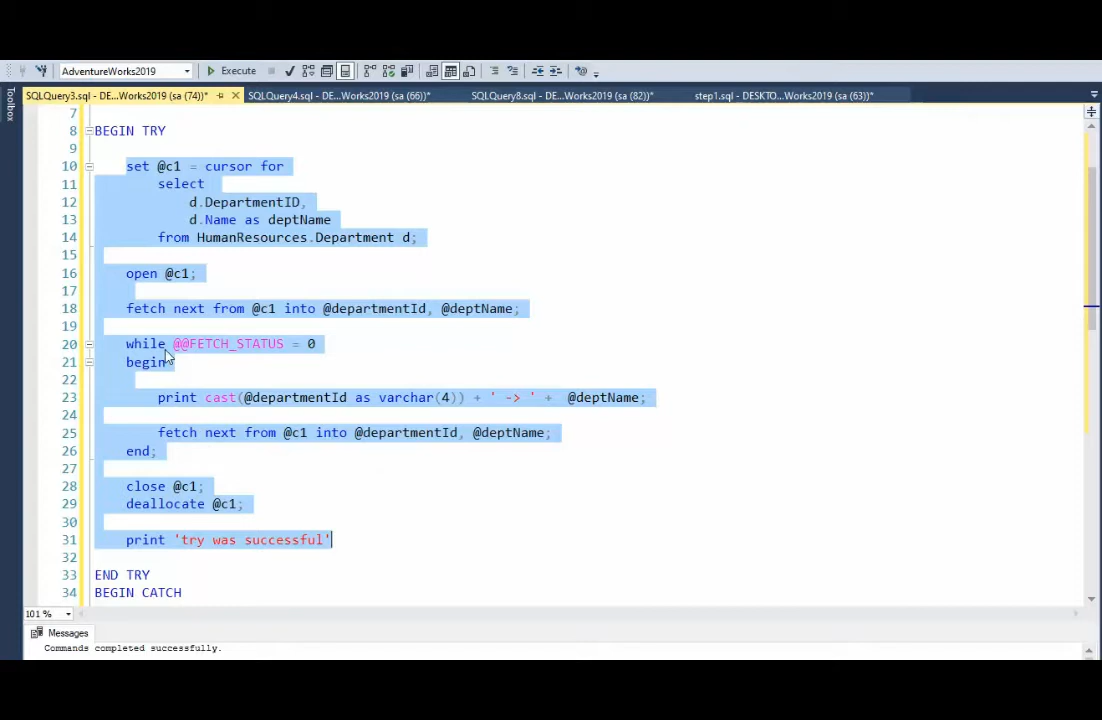 AdventureWorks2019 Execute
SQLQuery3.sql - DE...Works2019 (sa (74))* SQLQuery4.sql - DE...Works2019 (sa (66))* SQLQuery8.sql - DE...Works2019 (sa (82))* step1.sql - DESKTO...Works2019 (sa (63))*
Toolbox
7
8 BEGIN TRY
9
10 set @c1 = cursor for
11 select
12 d.DepartmentID,
13 d.Name as deptName
14 from HumanResources.Department d;
15
16 open @c1;
17
18 fetch next from @c1 into @departmentId, @deptName;
19
20 while @@FETCH_STATUS = 0
21 begin
22
23 print cast(@departmentId as varchar(4)) + ' -> ' + @deptName;
24
25 fetch next from @c1 into @departmentId, @deptName;
26 end;
27
28 close @c1;
29 deallocate @c1;
30
31 print 'try was successful'
32
33 END TRY
34 BEGIN CATCH
101 %
Messages
Commands completed successfully.